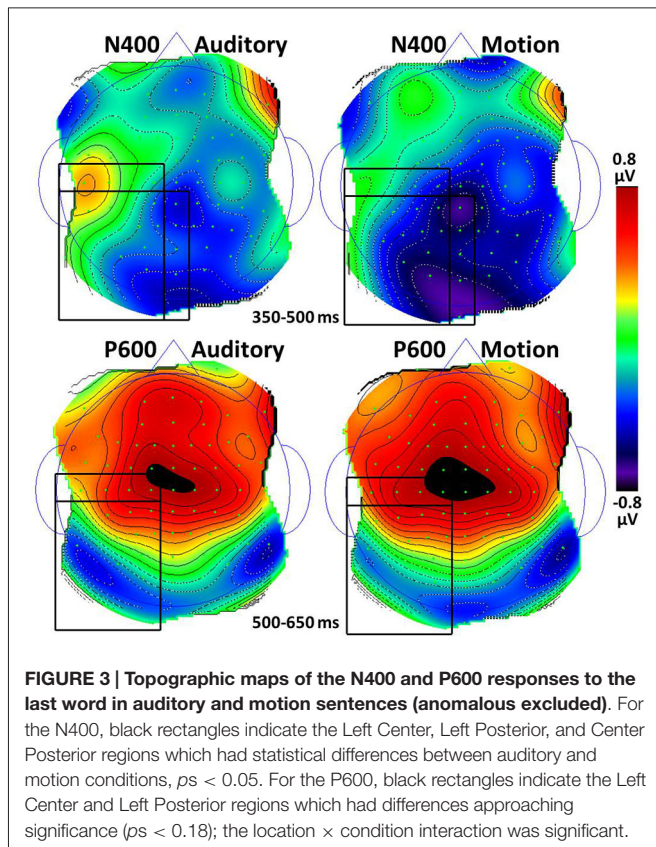 N400 Auditory N400 Motion
0.8
μV
350-500 ms
P600 Auditory P600 Motion
-0.8
μV
500-650 ms
FIGURE 3 | Topographic maps of the N400 and P600 responses to the
last word in auditory and motion sentences (anomalous excluded). For
the N400, black rectangles indicate the Left Center, Left Posterior, and Center
Posterior regions which had statistical differences between auditory and
motion conditions, ps < 0.05. For the P600, black rectangles indicate the Left
Center and Left Posterior regions which had differences approaching
significance (ps < 0.18); the location × condition interaction was significant.